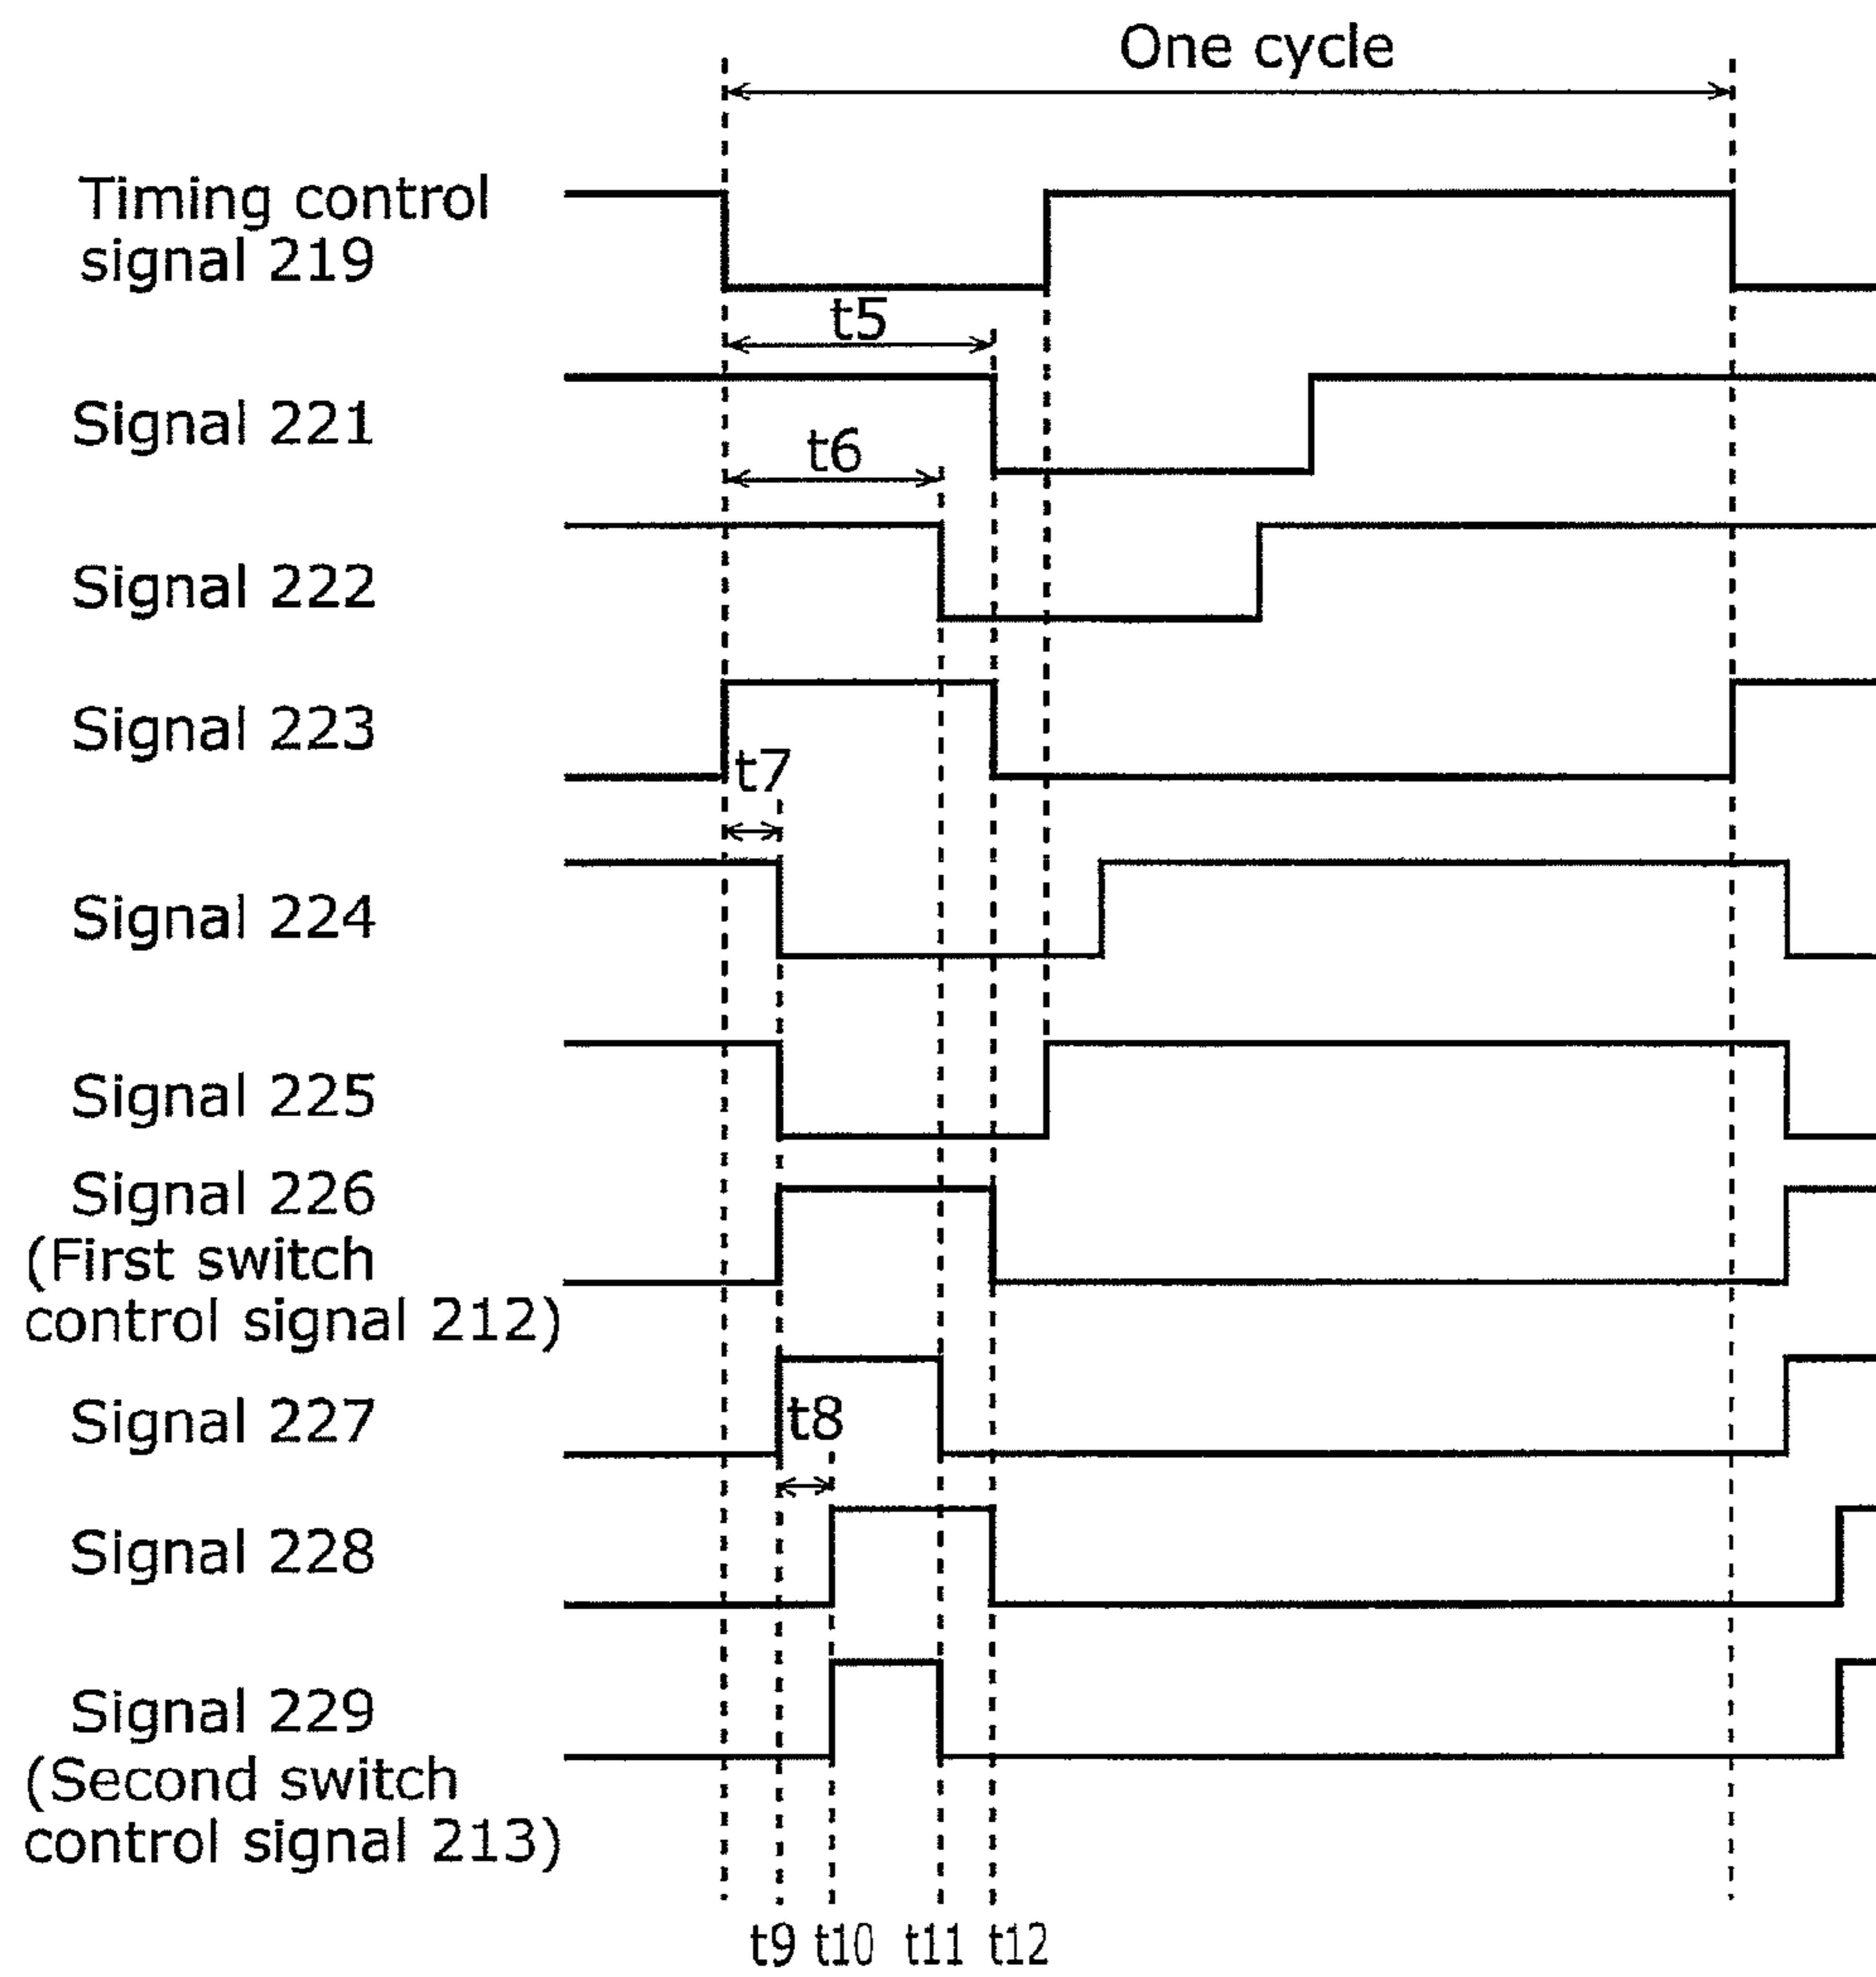 One cycle
Timing control
signal 219
t5
Signal 221
t6
Signal 222
Signal 223
t7
Signal 224
Signal 225
Signal 226
(First switch
control signal 212)
Signal 227
t8
Signal 228
Signal 229
(Second switch
control signal 213)
t9 t10 t11 t12